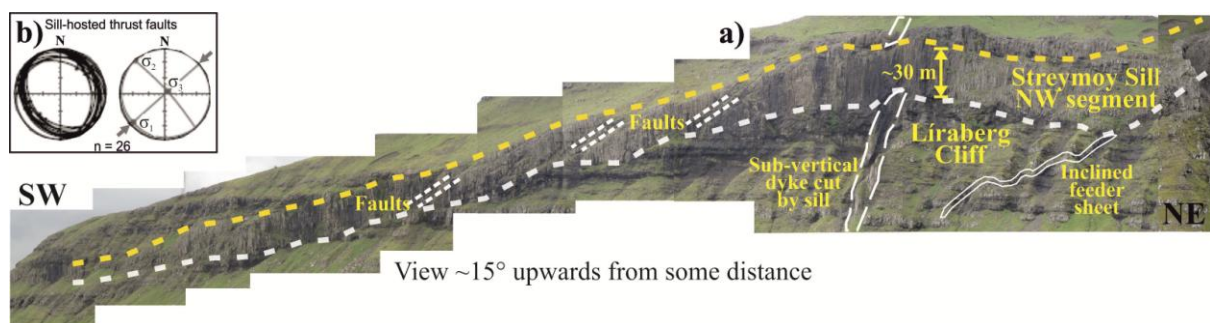 b)
Sill-hosted thrust faults
N
N
σ2
σ3
σ1
n = 26
a)
~30 m
Streymoy Sill
NW segment
Faults
Líraberg
Cliff
Sub-vertical
dyke cut
by sill
Inclined
feeder
sheet
Faults
SW
NE
View ~15° upwards from some distance